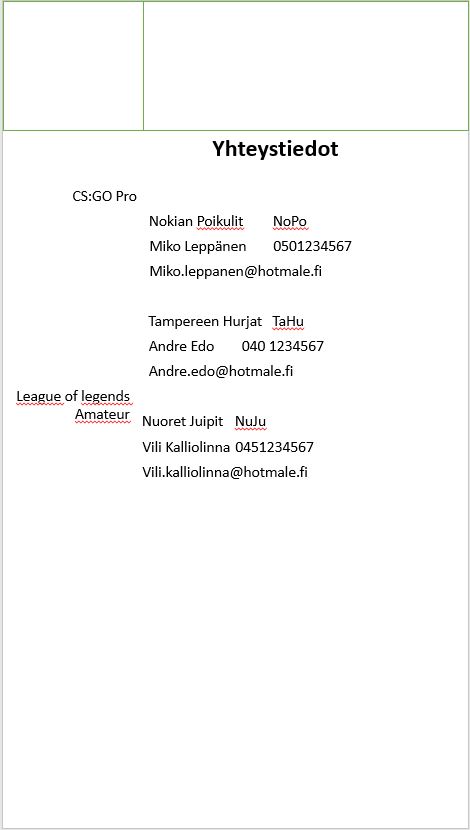 Yhteystiedot
CS:GO Pro
Nokian Poikulit NoPo
Miko Leppänen 0501234567
Miko.leppanen@hotmale.fi
Tampereen Hurjat TaHu
Andre Edo 040 1234567
Andre.edo@hotmale.fi
League of legends
Amateur
Nuoret Juipit NuJu
Vili Kalliolinna 0451234567
Vili.kalliolinna@hotmale.fi